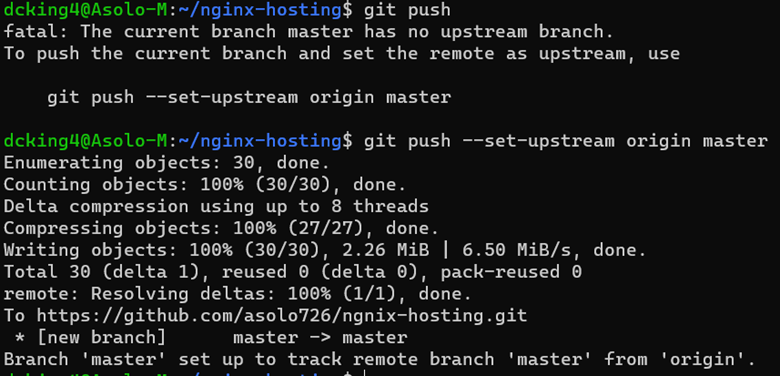 dcking4@Asolo-M:~/nginx-hosting$ git push
fatal: The current branch master has no upstream branch.
To push the current branch and set the remote as upstream, use
git push --set-upstream origin master
dcking4@Asolo-M:~/nginx-hosting$ git push --set-upstream origin master
Enumerating objects: 30, done.
Counting objects: 100% (30/30), done.
Delta compression using up to 8 threads
Compressing objects: 100% (27/27), done.
Writing objects: 100% (30/30), 2.26 MiB | 6.50 MiB/s, done.
Total 30 (delta 1), reused 0 (delta 0), pack-reused 0
remote: Resolving deltas: 100% (1/1), done.
To https://github.com/asolo726/ngnix-hosting.git
* [new branch] master -> master
Branch 'master' set up to track remote branch 'master' from 'origin'.
dcking4@Asolo-M:~/nginx-hosting$